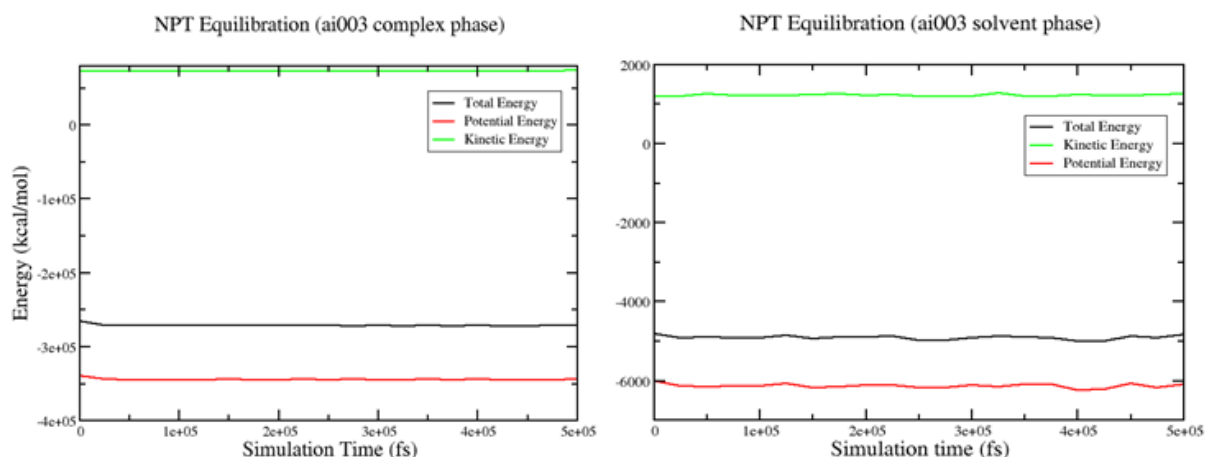 NPT Equilibration (ai003 complex phase)
Energy (kcal/mol)
0
-1e+05
-2e+05
-3e+05
-4e+05
Total Energy
Potential Energy
Kinetic Energy
0 1e+05 2e+05 3e+05 4e+05 5e+05
Simulation Time (fs)
NPT Equilibration (ai003 solvent phase)
2000
0
-2000
-4000
-6000
Total Energy
Kinetic Energy
Potential Energy
0 1e+05 2e+05 3e+05 4e+05 5e+05
Simulation time (fs)